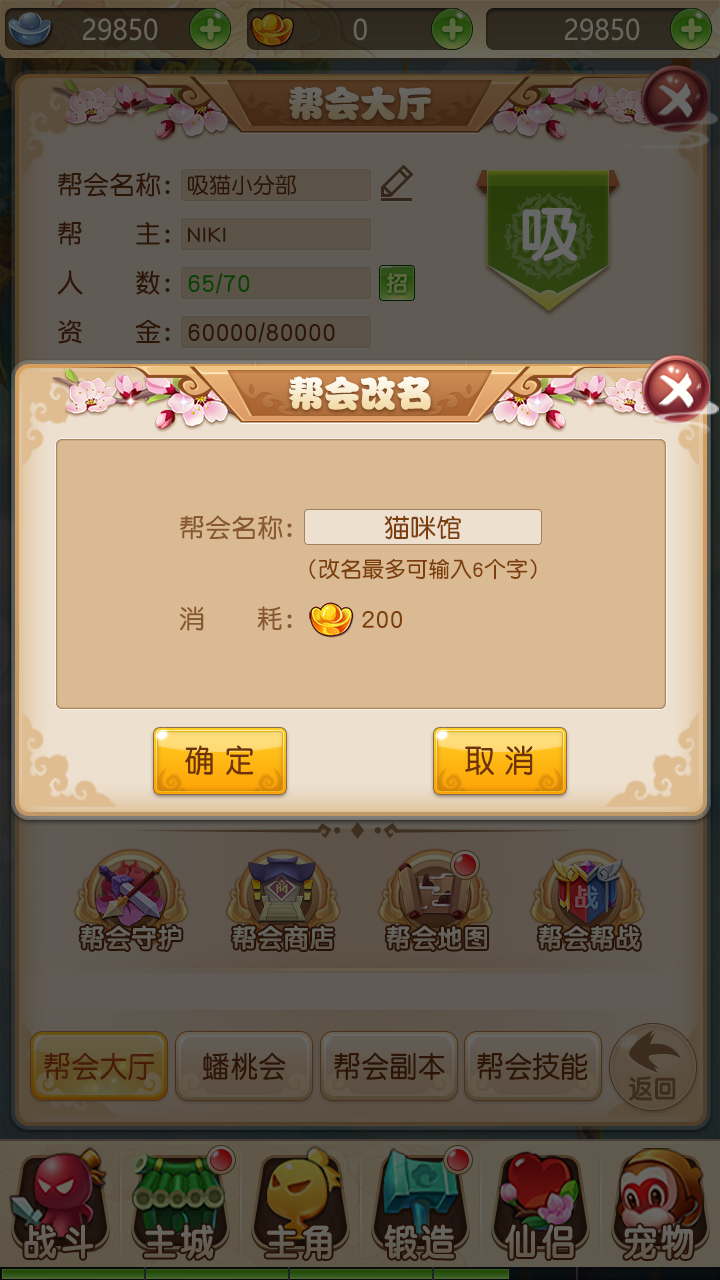 29850 0 29850
帮会大厅
帮会名称： 吸猫小分部
吸
帮 主： NIKI
人 数： 65/70 招
资 金： 60000/80000
帮会改名
帮会名称： 猫咪馆
（改名最多可输入6个字）
消 耗： 200
确定 取消
帮会守护 帮会商店 帮会地图 帮会帮战
战
帮会大厅 蟠桃会 帮会副本 帮会技能 返回
战斗 主城 主角 锻造 仙侣 宠物